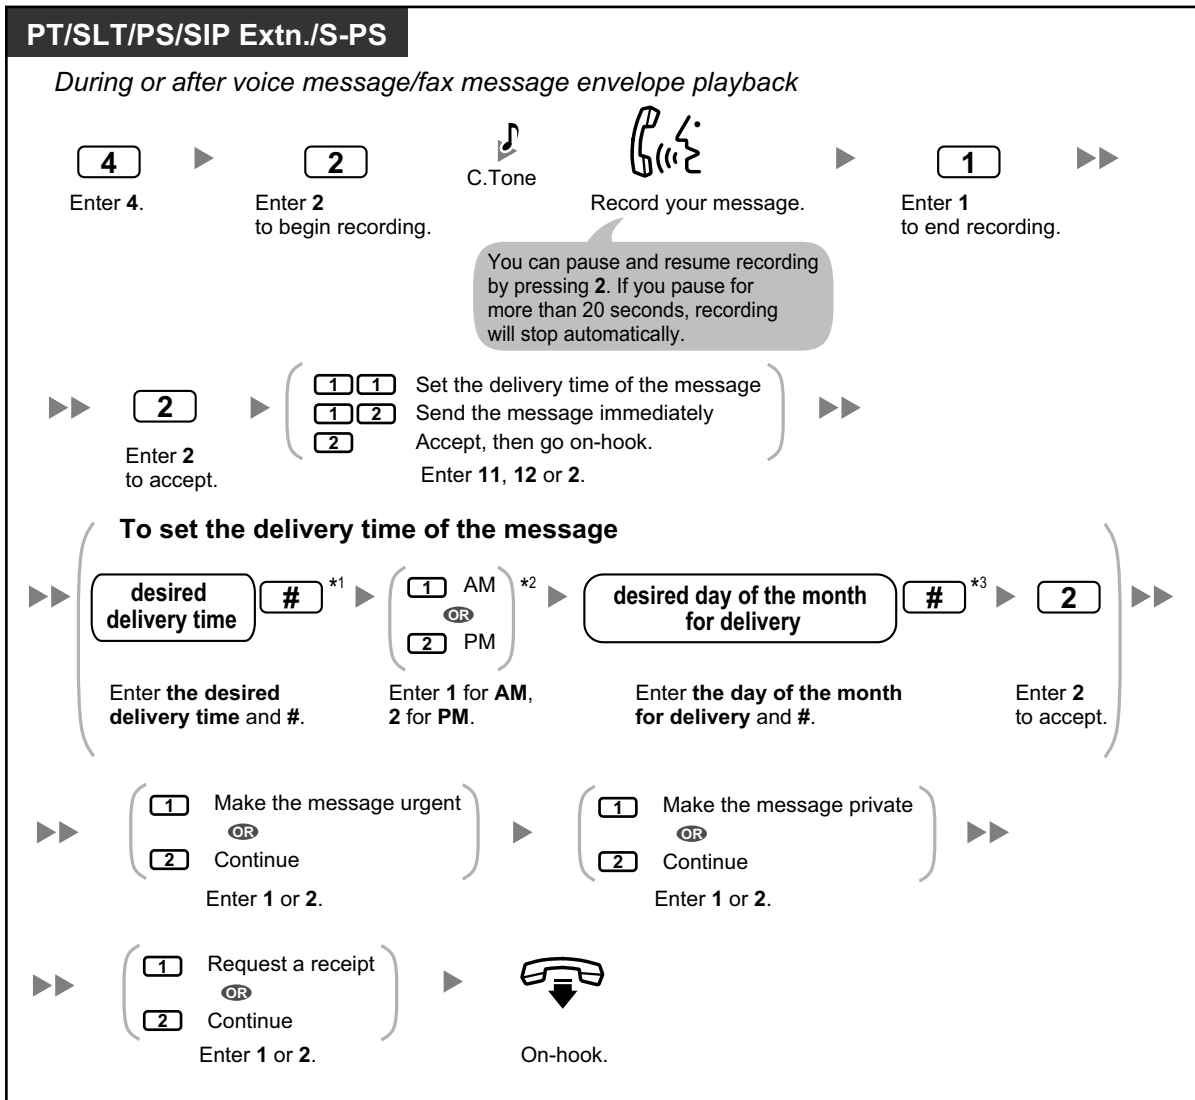 PT/SLT/PS/SIP Extn./S-PS
During or after voice message/fax message envelope playback
4
2
C.Tone
1
Enter 4.
Enter 2
to begin recording.
Record your message.
Enter 1
to end recording.
You can pause and resume recording
by pressing 2. If you pause for
more than 20 seconds, recording
will stop automatically.
2
Enter 2
to accept.
1 1 Set the delivery time of the message
1 2 Send the message immediately
2 Accept, then go on-hook.
Enter 11, 12 or 2.
To set the delivery time of the message
desired
delivery time
# *1
1 AM
OR
2 PM
*2
desired day of the month
for delivery
# *3
2
Enter the desired
delivery time and #.
Enter 1 for AM,
2 for PM.
Enter the day of the month
for delivery and #.
Enter 2
to accept.
1 Make the message urgent
OR
2 Continue
Enter 1 or 2.
1 Make the message private
OR
2 Continue
Enter 1 or 2.
1 Request a receipt
OR
2 Continue
Enter 1 or 2.
On-hook.